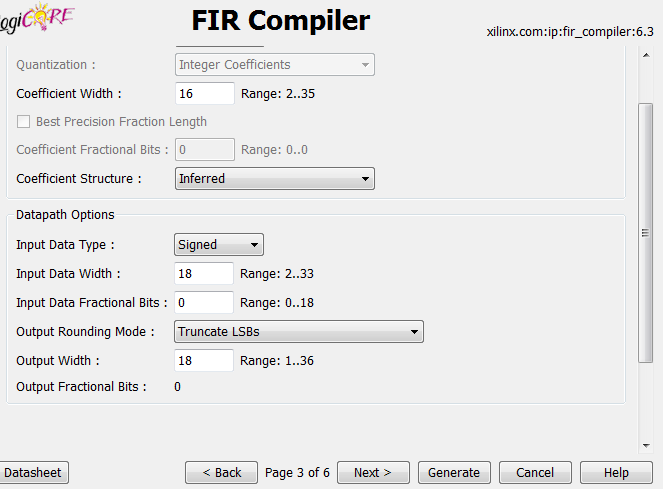 logiCORE
FIR Compiler
xilinx.com:ip:fir_compiler:6.3
Quantization : Integer Coefficients
Coefficient Width : 16 Range: 2..35
Best Precision Fraction Length
Coefficient Fractional Bits : 0 Range: 0..0
Coefficient Structure : Inferred
Datapath Options
Input Data Type : Signed
Input Data Width : 18 Range: 2..33
Input Data Fractional Bits : 0 Range: 0..18
Output Rounding Mode : Truncate LSBs
Output Width : 18 Range: 1..36
Output Fractional Bits : 0
Datasheet < Back Page 3 of 6 Next > Generate Cancel Help